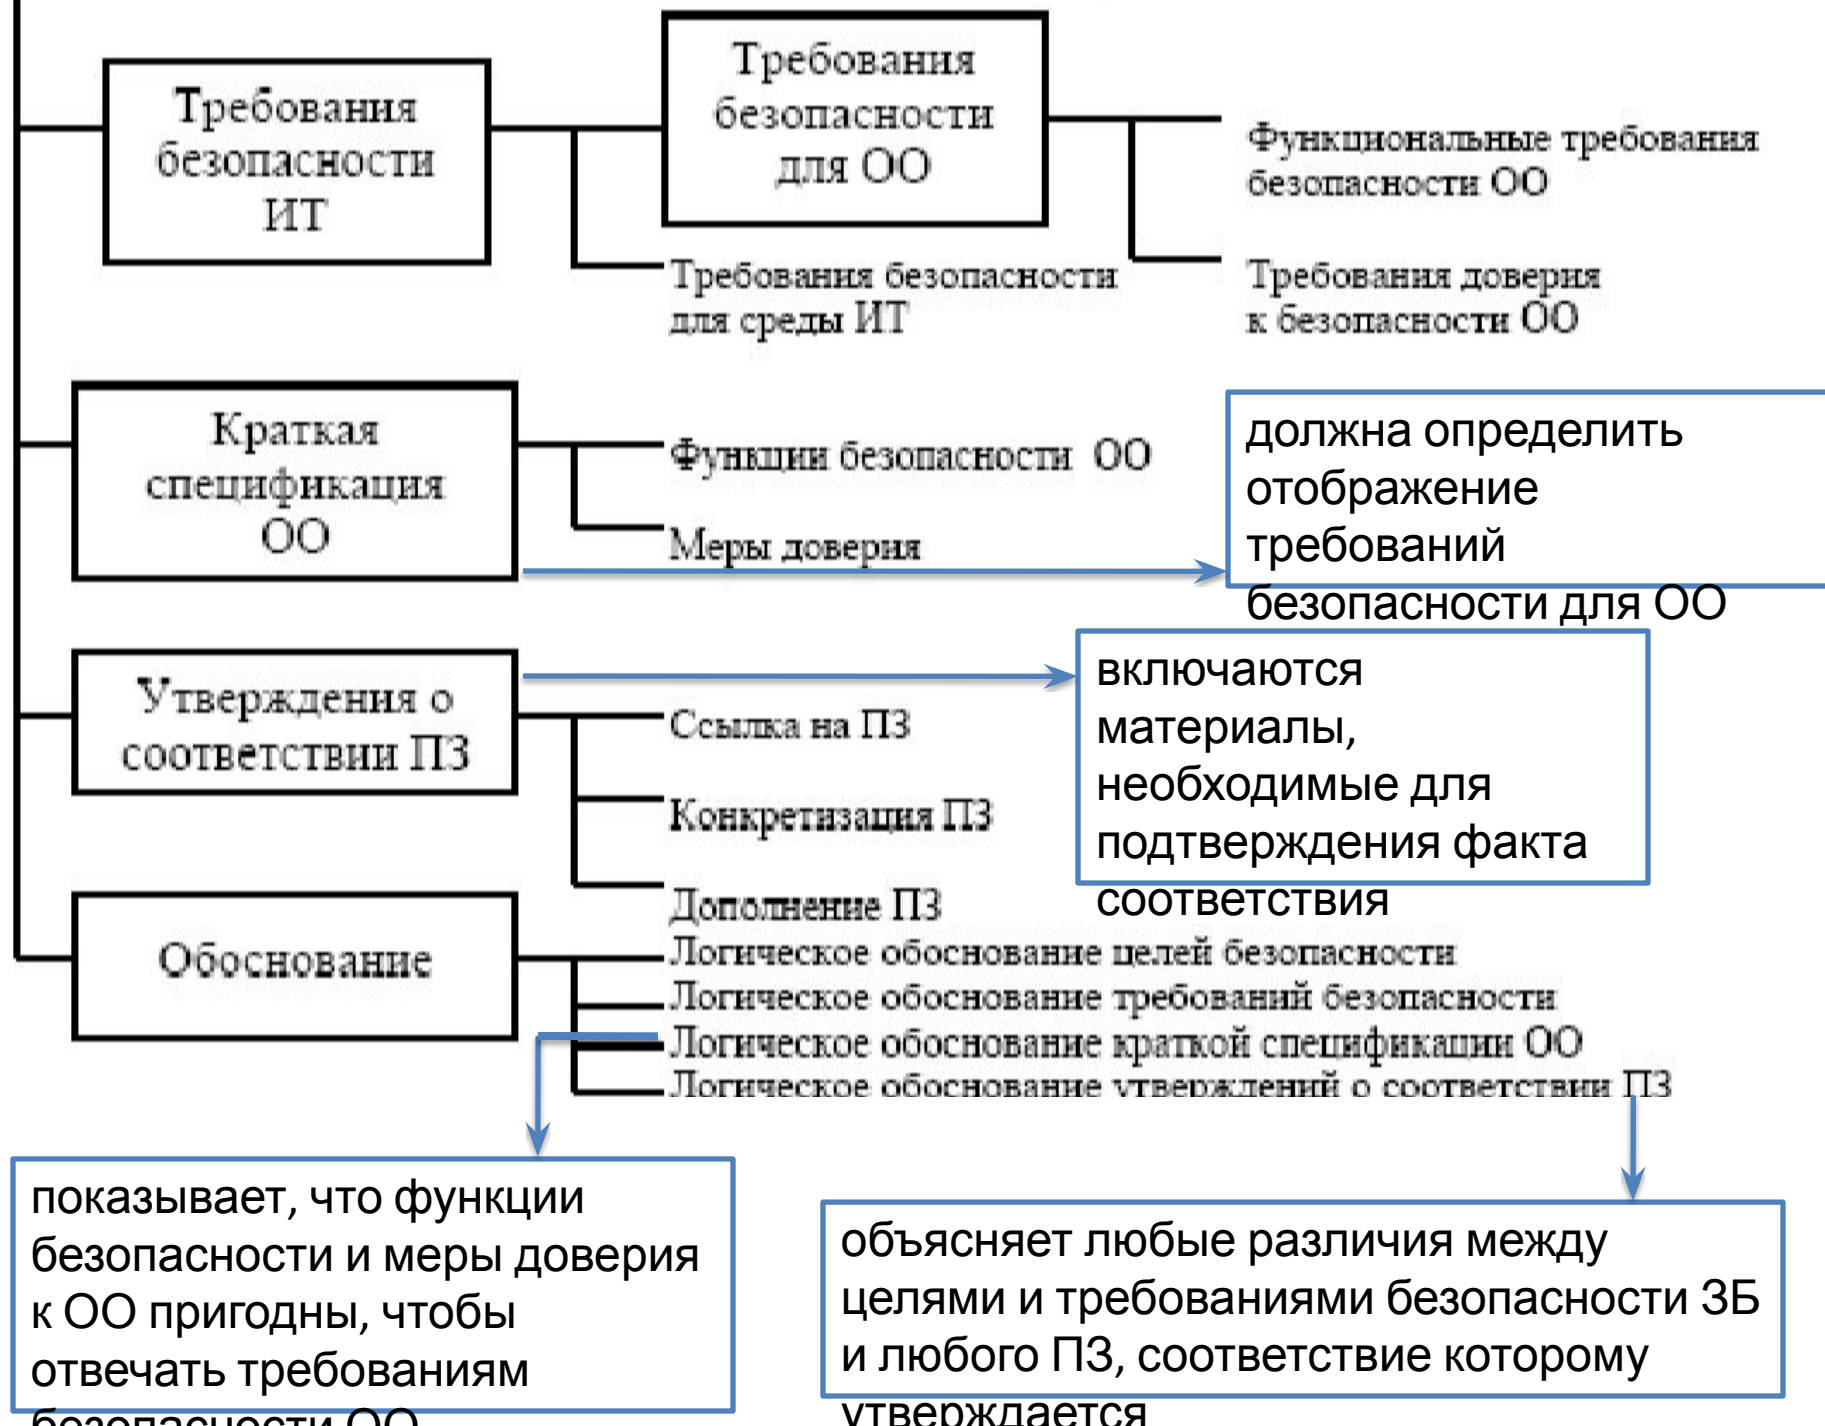 Требования
безопасности
ИТ
Требования
безопасности
для ОО
Функциональные требования
безопасности ОО
Требования доверия
к безопасности ОО
Требования безопасности
для среды ИТ
Краткая
спецификация
ОО
Функции безопасности ОО
Меры доверия
должна определить
отображение
требований
безопасности для ОО
Утверждения о
соответствии ПЗ
Ссылка на ПЗ
Конкретизация ПЗ
Дополнение ПЗ
включаются
материалы,
необходимые для
подтверждения факта
соответствия
Обоснование
Логическое обоснование целей безопасности
Логическое обоснование требований безопасности
Логическое обоснование краткой спецификации ОО
Логическое обоснование утверждений о соответствии ПЗ
показывает, что функции
безопасности и меры доверия
к ОО пригодны, чтобы
отвечать требованиям
безопасности ОО
объясняет любые различия между
целями и требованиями безопасности ЗБ
и любого ПЗ, соответствие которому
утверждается